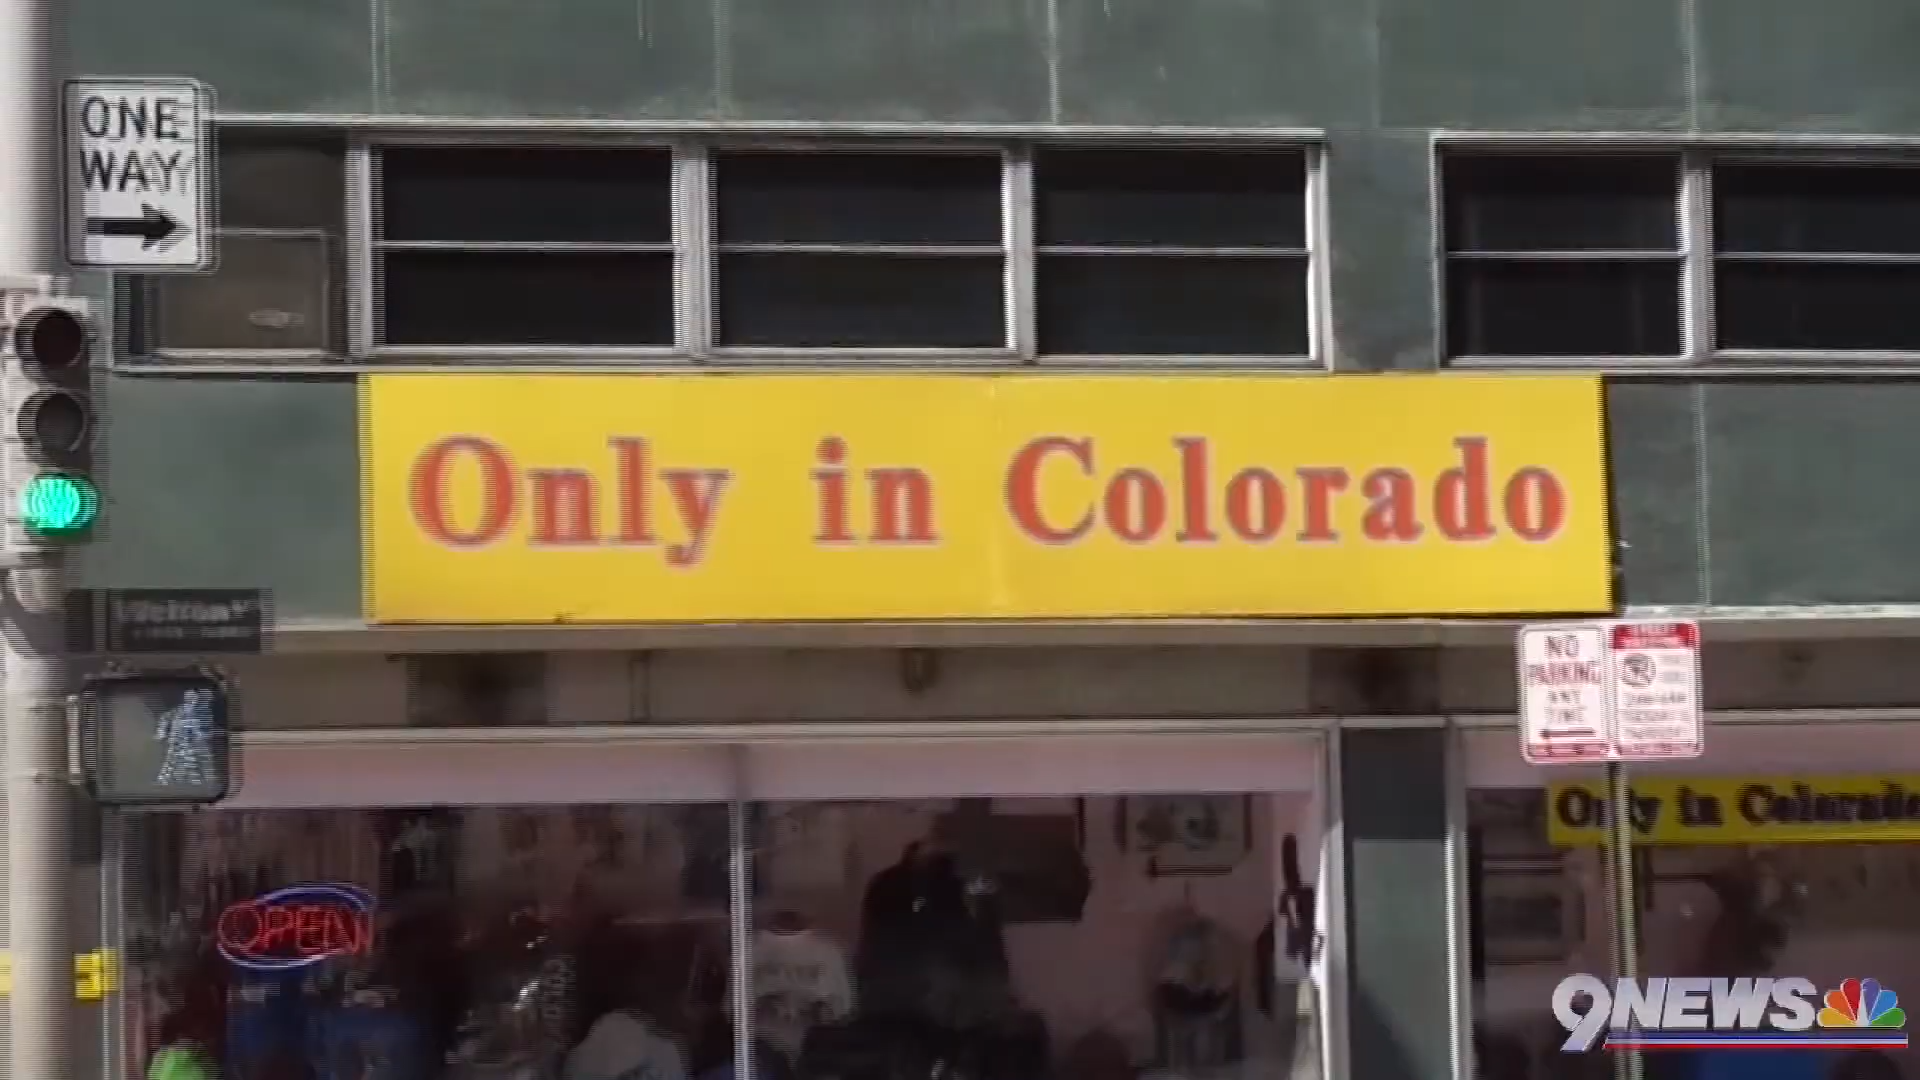 ONE
WAY
Only in Colorado
NO
PARKING
ANY
TIME
Only in Colorado
OPEN
9NEWS